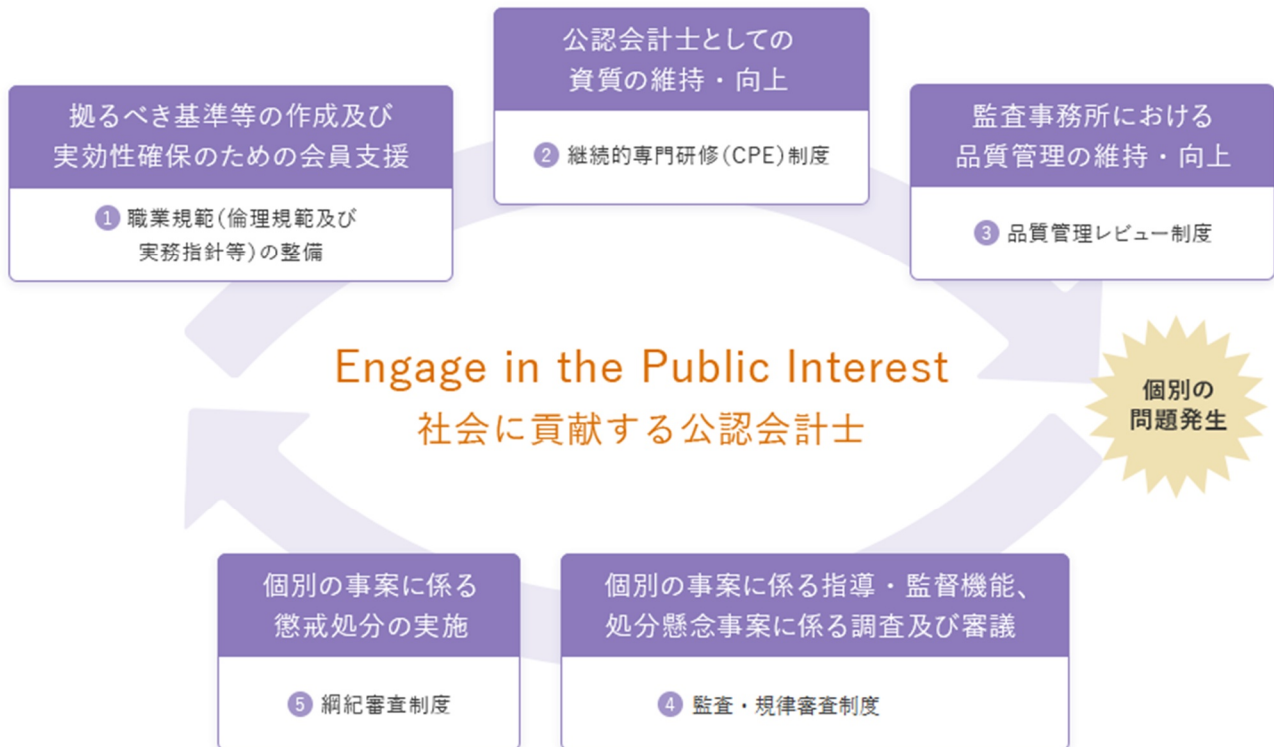 拠るべき基準等の作成及び
実効性確保のための会員支援
❶ 職業規範(倫理規範及び
実務指針等)の整備
公認会計士としての
資質の維持・向上
❷ 継続的専門研修(CPE)制度
監査事務所における
品質管理の維持・向上
❸ 品質管理レビュー制度
個別の
問題発生
Engage in the Public Interest
社会に貢献する公認会計士
個別の事案に係る指導・監督機能、
処分懸念事案に係る調査及び審議
❹ 監査・規律審査制度
個別の事案に係る
懲戒処分の実施
❺ 綱紀審査制度